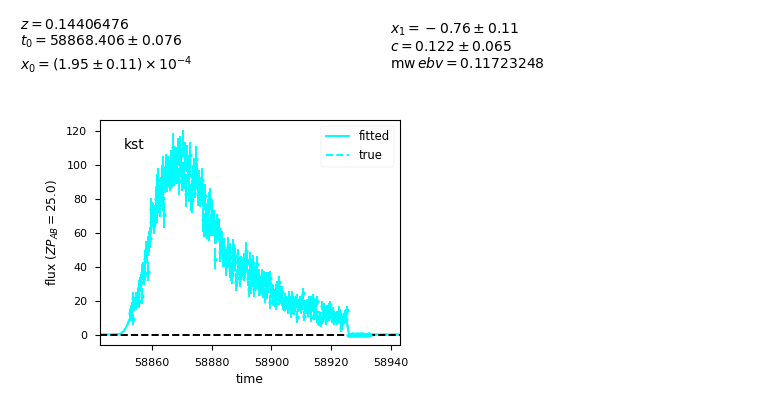 z = 0.14406476
t₀ = 58868.406 ± 0.076
x₀ = (1.95 ± 0.11) × 10⁻⁴
x₁ = −0.76 ± 0.11
c = 0.122 ± 0.065
mw ebv = 0.11723248
kst
fitted
true
120
100
80
60
40
20
0
flux (ZP_AB = 25.0)
58860 58880 58900 58920 58940
time